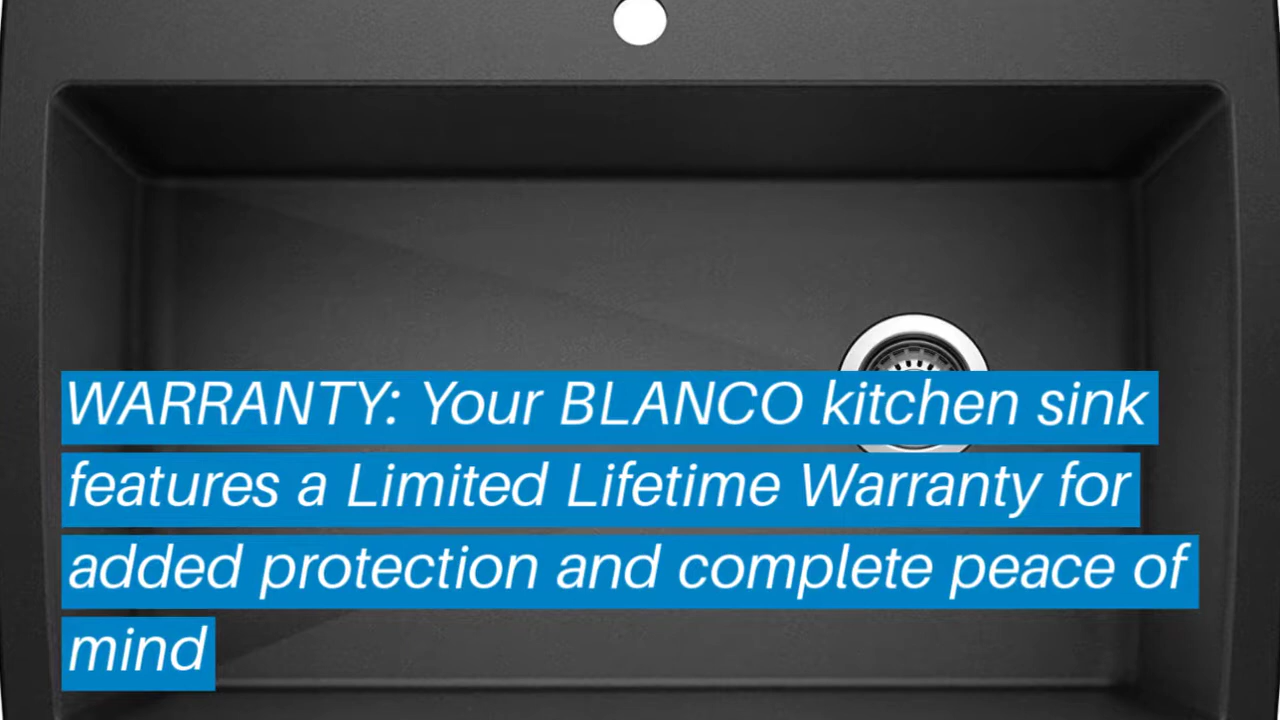 WARRANTY: Your BLANCO kitchen sink
features a Limited Lifetime Warranty for
added protection and complete peace of
mind